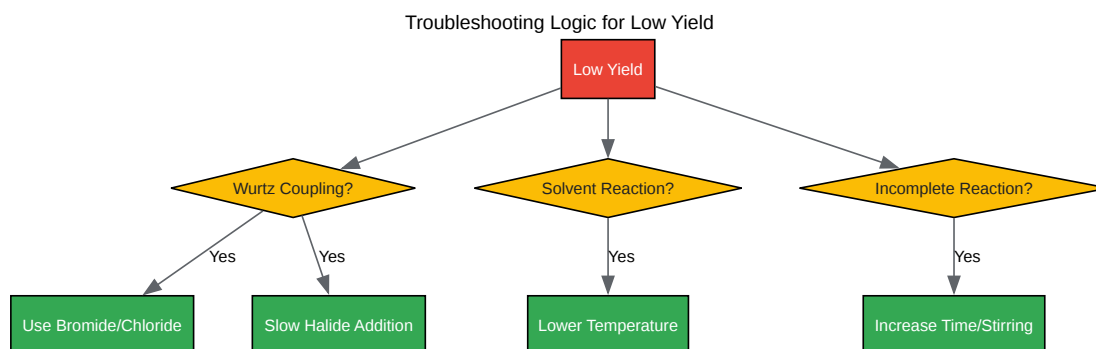 Troubleshooting Logic for Low Yield
Low Yield
Wurtz Coupling?
Solvent Reaction?
Incomplete Reaction?
Yes
Yes
Yes
Yes
Use Bromide/Chloride
Slow Halide Addition
Lower Temperature
Increase Time/Stirring